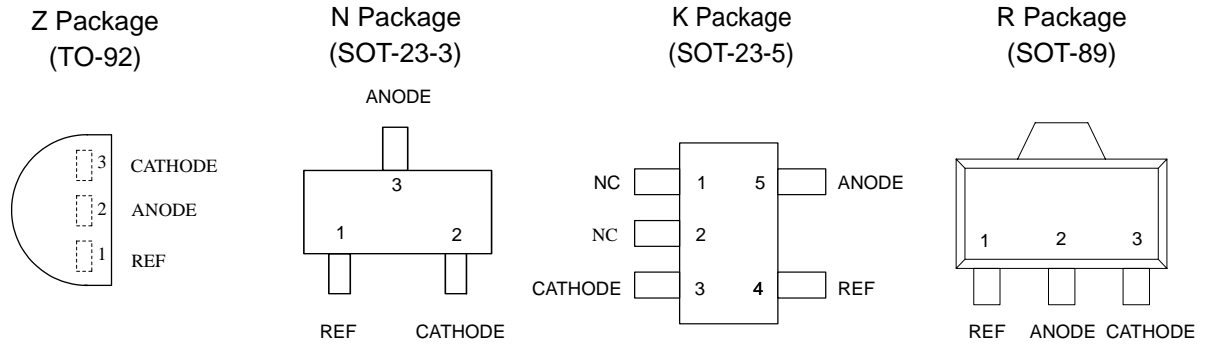 Z Package
(TO-92)
3 CATHODE
2 ANODE
1 REF
N Package
(SOT-23-3)
ANODE
3
1 2
REF CATHODE
K Package
(SOT-23-5)
NC 1 5 ANODE
NC 2
CATHODE 3 4 REF
R Package
(SOT-89)
1 2 3
REF ANODE CATHODE